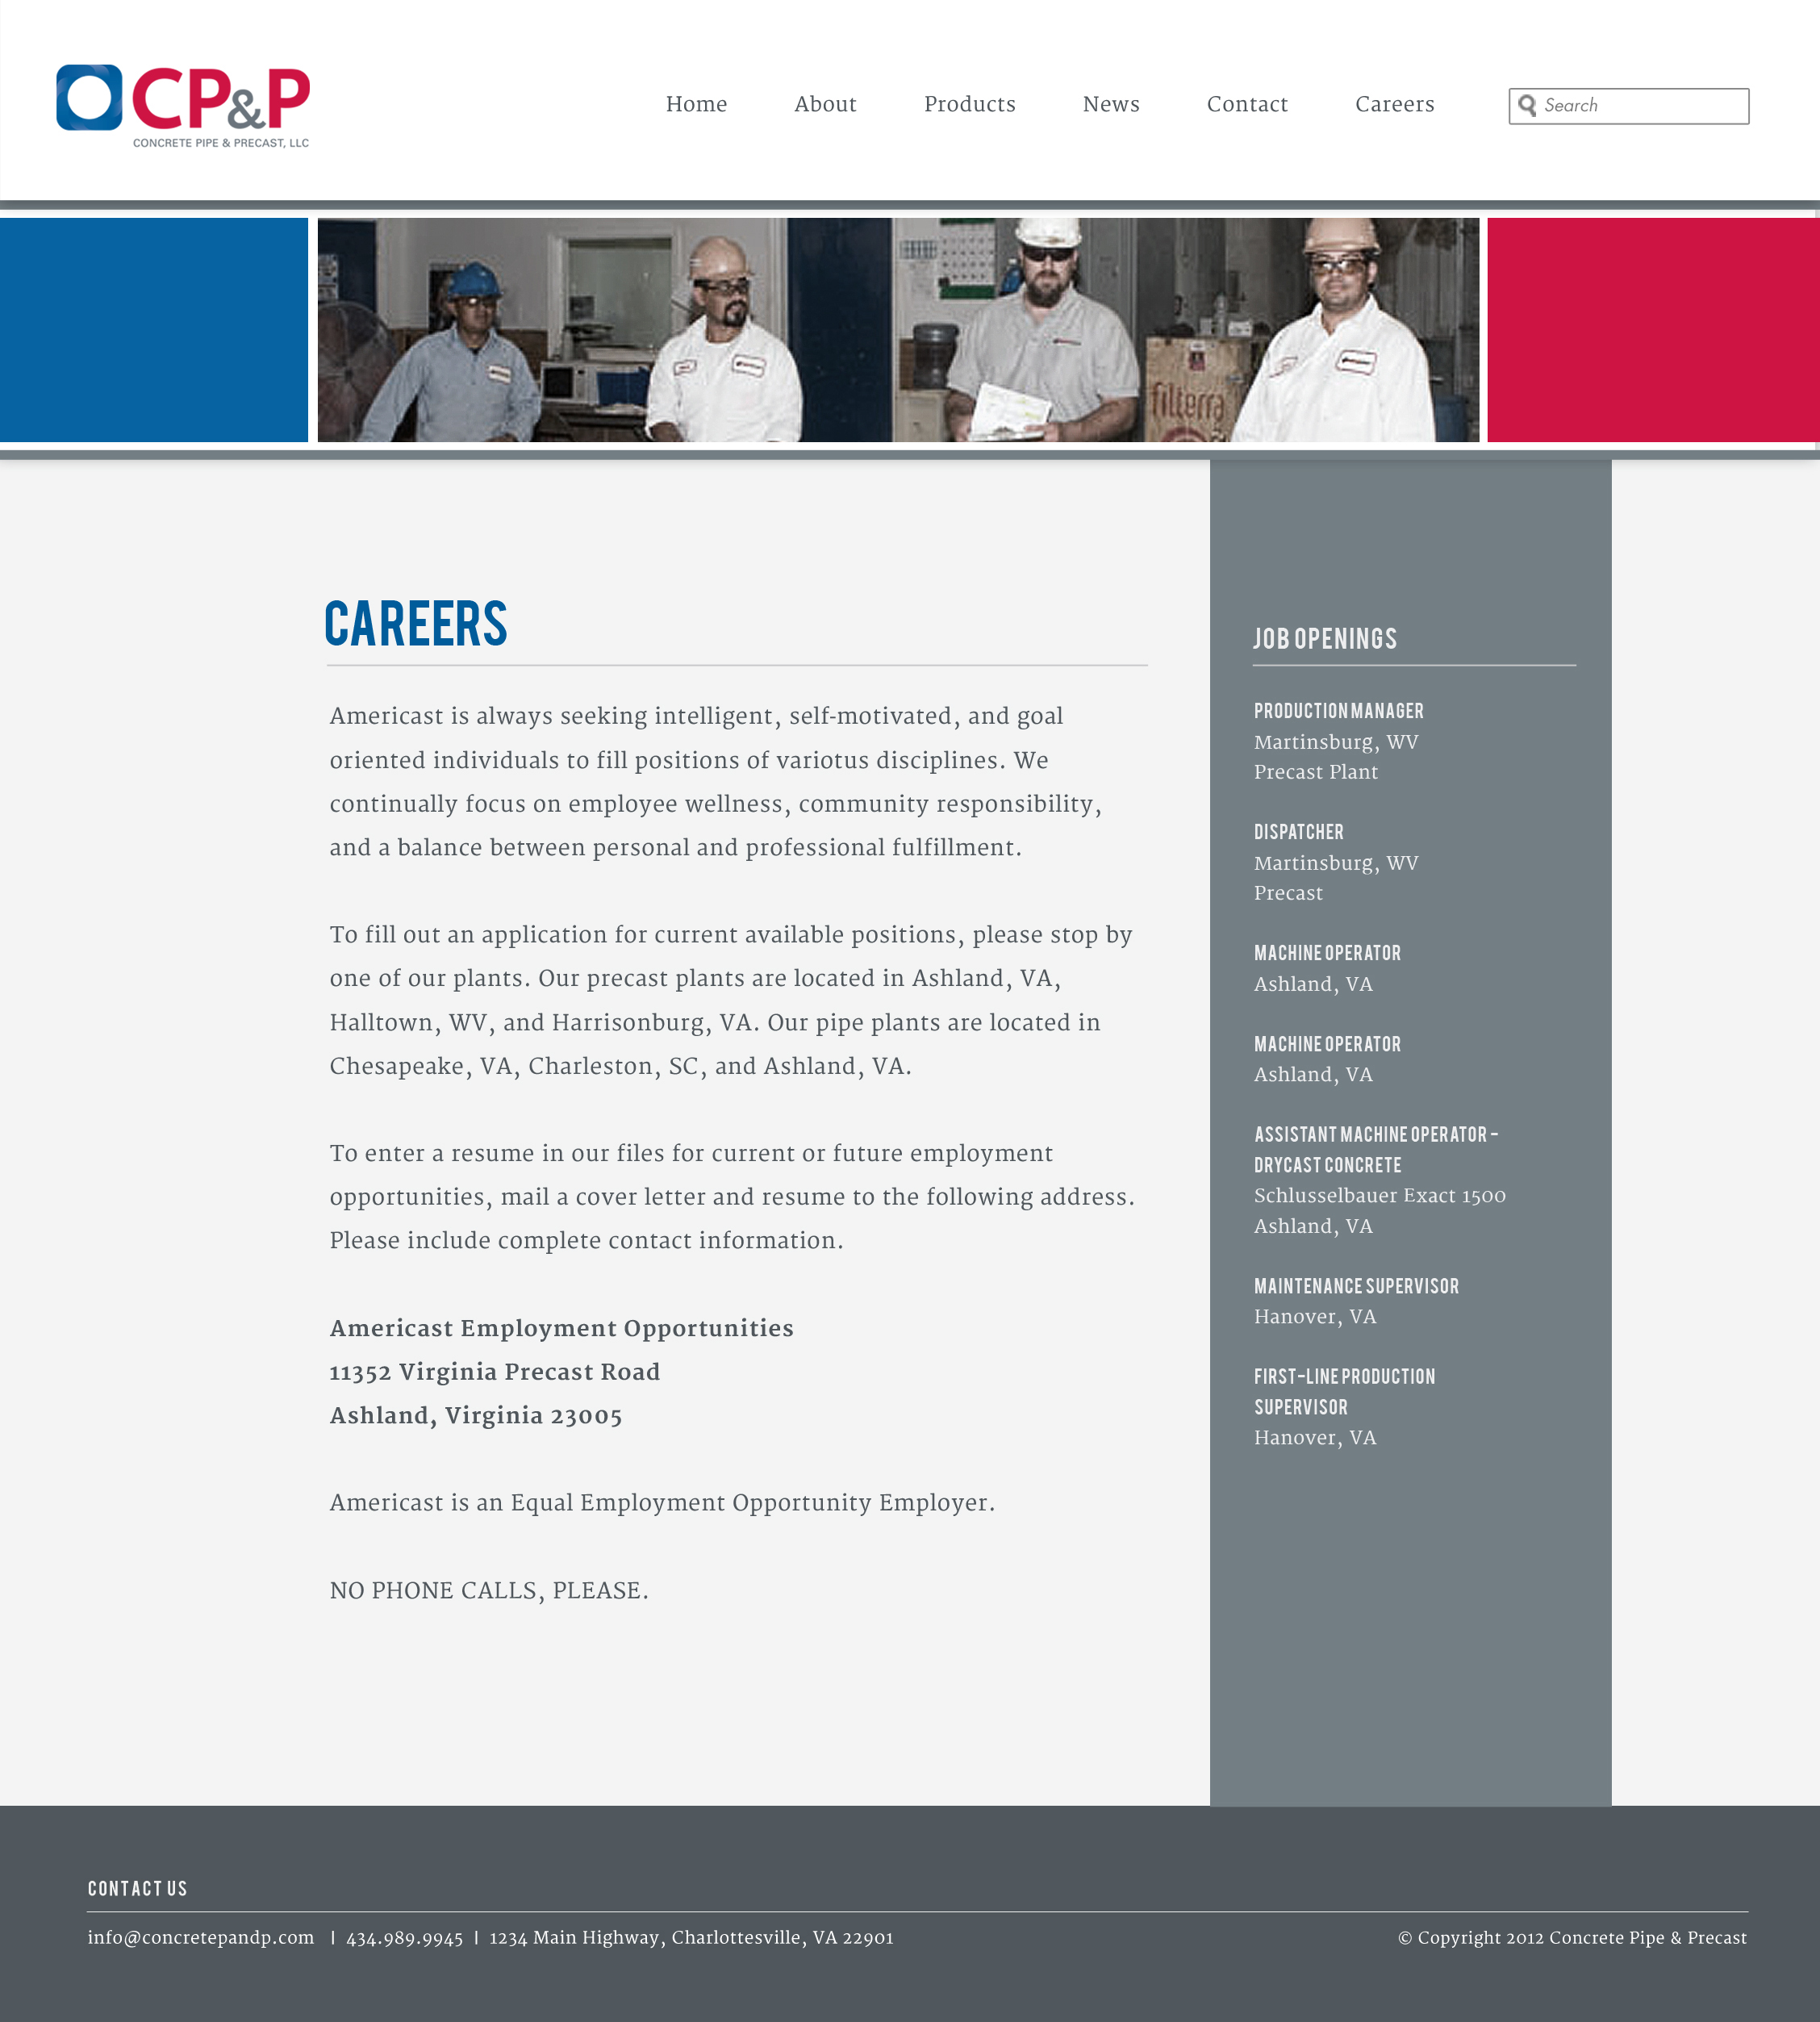 CP&P
CONCRETE PIPE & PRECAST, LLC
Home
About
Products
News
Contact
Careers
Search
filterra
CAREERS
Americast is always seeking intelligent, self-motivated, and goal
oriented individuals to fill positions of variotus disciplines. We
continually focus on employee wellness, community responsibility,
and a balance between personal and professional fulfillment.
To fill out an application for current available positions, please stop by
one of our plants. Our precast plants are located in Ashland, VA,
Halltown, WV, and Harrisonburg, VA. Our pipe plants are located in
Chesapeake, VA, Charleston, SC, and Ashland, VA.
To enter a resume in our files for current or future employment
opportunities, mail a cover letter and resume to the following address.
Please include complete contact information.
Americast Employment Opportunities
11352 Virginia Precast Road
Ashland, Virginia 23005
Americast is an Equal Employment Opportunity Employer.
NO PHONE CALLS, PLEASE.
JOB OPENINGS
PRODUCTION MANAGER
Martinsburg, WV
Precast Plant
DISPATCHER
Martinsburg, WV
Precast
MACHINE OPERATOR
Ashland, VA
MACHINE OPERATOR
Ashland, VA
ASSISTANT MACHINE OPERATOR -
DRYCAST CONCRETE
Schlusselbauer Exact 1500
Ashland, VA
MAINTENANCE SUPERVISOR
Hanover, VA
FIRST-LINE PRODUCTION
SUPERVISOR
Hanover, VA
CONTACT US
info@concretepandp.com | 434.989.9945 | 1234 Main Highway, Charlottesville, VA 22901
© Copyright 2012 Concrete Pipe & Precast